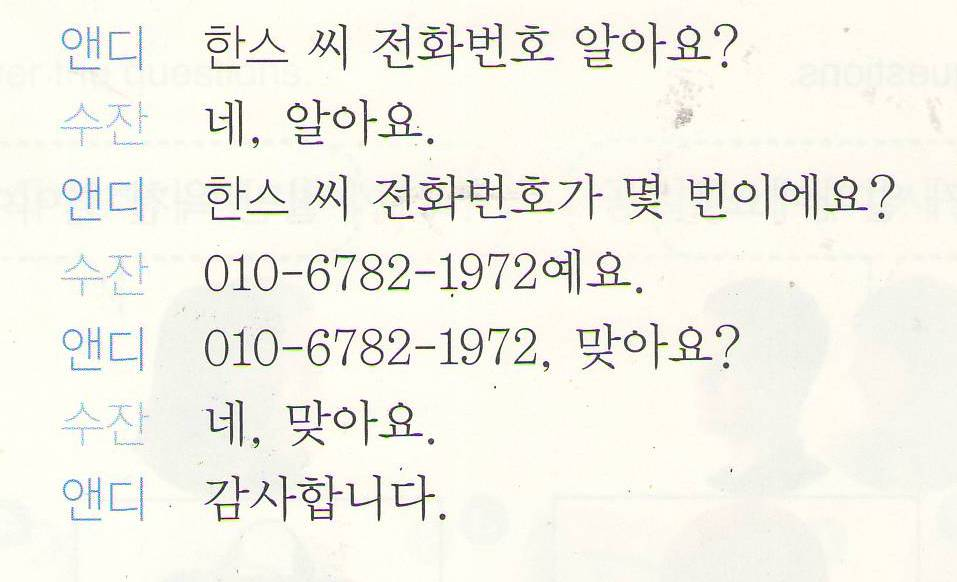 앤디 한스 씨 전화번호 알아요?
수잔 네, 알아요.
앤디 한스 씨 전화번호가 몇 번이에요?
수잔 010-6782-1972예요.
앤디 010-6782-1972, 맞아요?
수잔 네, 맞아요.
앤디 감사합니다.